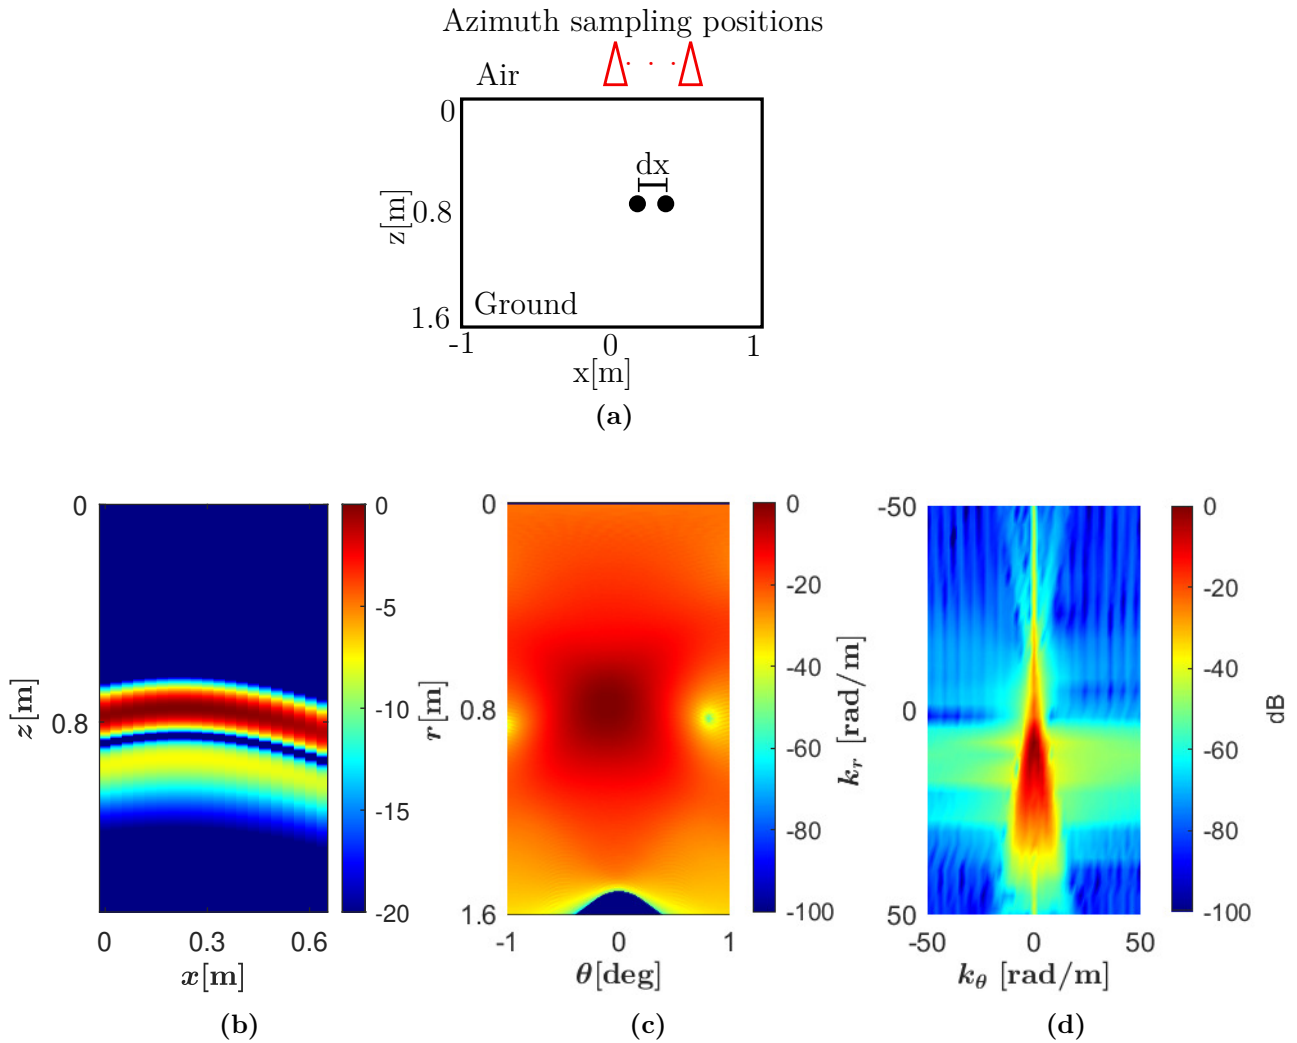 Azimuth sampling positions
Air
0
dx
z[m]
0.8
Ground
1.6
-1
0
1
x[m]
(a)
0
0.8
z[m]
0
0.3
0.6
x[m]
0
-5
-10
-15
-20
(b)
0
0.8
1.6
r[m]
-1
0
1
θ[deg]
0
-20
-40
-60
-80
-100
(c)
-50
0
50
k_r [rad/m]
-50
0
50
k_θ [rad/m]
0
-20
-40
-60
-80
-100
dB
(d)